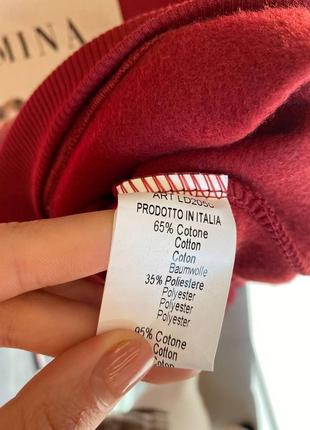 MINA
ART LD2050
PRODOTTO IN ITALIA
65% Cotone
Cotton
Coton
Baumwolle
35% Poliestere
Polyester
Polyester
Polyester
95% Cotone
Cotton
Coton